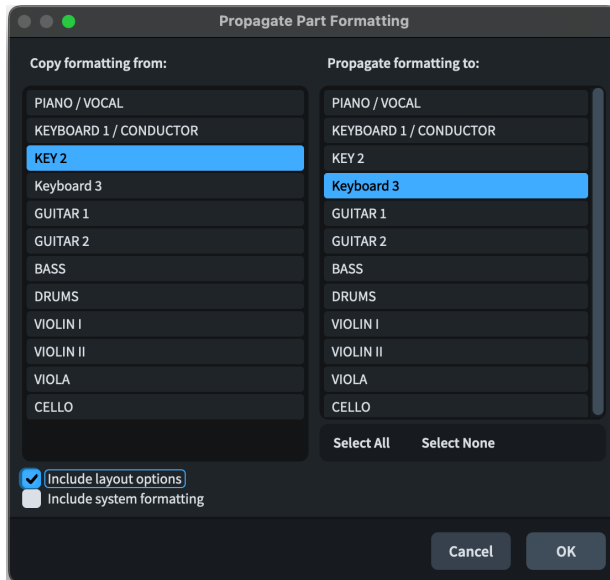 Propagate Part Formatting
Copy formatting from:
PIANO / VOCAL
KEYBOARD 1 / CONDUCTOR
KEY 2
Keyboard 3
GUITAR 1
GUITAR 2
BASS
DRUMS
VIOLIN I
VIOLIN II
VIOLA
CELLO
Propagate formatting to:
PIANO / VOCAL
KEYBOARD 1 / CONDUCTOR
KEY 2
Keyboard 3
GUITAR 1
GUITAR 2
BASS
DRUMS
VIOLIN I
VIOLIN II
VIOLA
CELLO
Select All Select None
Include layout options
Include system formatting
Cancel OK